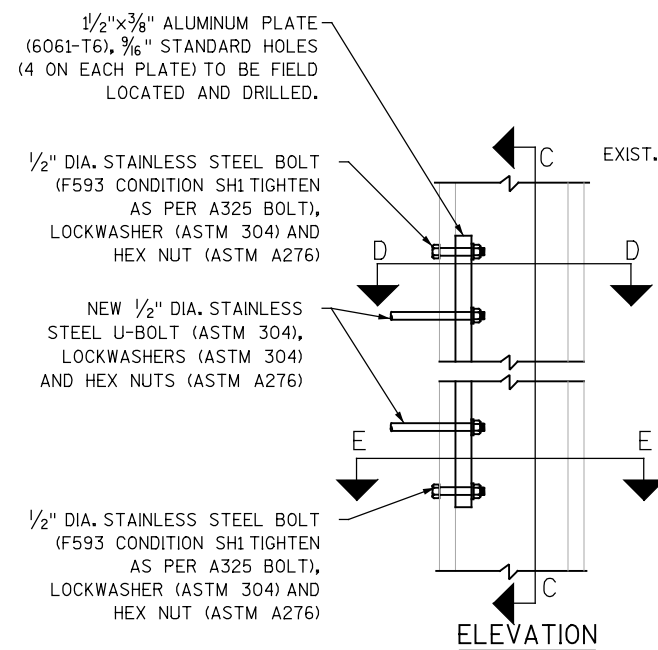 1½"x⅜" ALUMINUM PLATE
(6061-T6), 9⁄16" STANDARD HOLES
(4 ON EACH PLATE) TO BE FIELD
LOCATED AND DRILLED.
½" DIA. STAINLESS STEEL BOLT
(F593 CONDITION SH1 TIGHTEN
AS PER A325 BOLT),
LOCKWASHER (ASTM 304) AND
HEX NUT (ASTM A276)
NEW ½" DIA. STAINLESS
STEEL U-BOLT (ASTM 304),
LOCKWASHERS (ASTM 304)
AND HEX NUTS (ASTM A276)
½" DIA. STAINLESS STEEL BOLT
(F593 CONDITION SH1 TIGHTEN
AS PER A325 BOLT),
LOCKWASHER (ASTM 304) AND
HEX NUT (ASTM A276)
C
EXIST.
D
D
E
E
C
ELEVATION